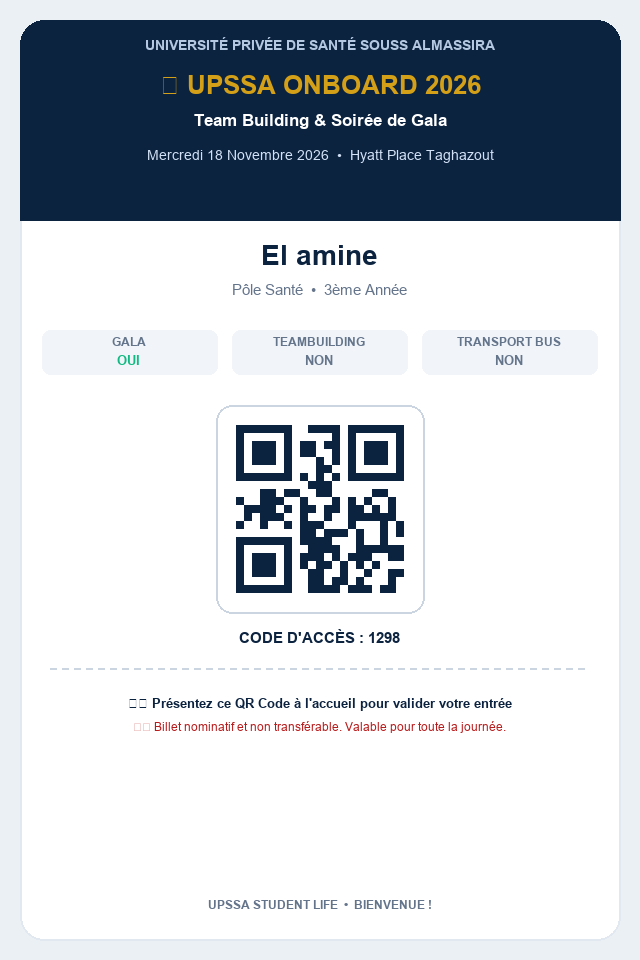 UNIVERSITÉ PRIVÉE DE SANTÉ SOUSS ALMASSIRA
UPSSA ONBOARD 2026
Team Building & Soirée de Gala
Mercredi 18 Novembre 2026 • Hyatt Place Taghazout
El amine
Pôle Santé • 3ème Année
GALA TEAMBUILDING TRANSPORT BUS
OUI NON NON
CODE D'ACCÈS : 1298
Présentez ce QR Code à l'accueil pour valider votre entrée
Billet nominatif et non transférable. Valable pour toute la journée.
UPSSA STUDENT LIFE • BIENVENUE !